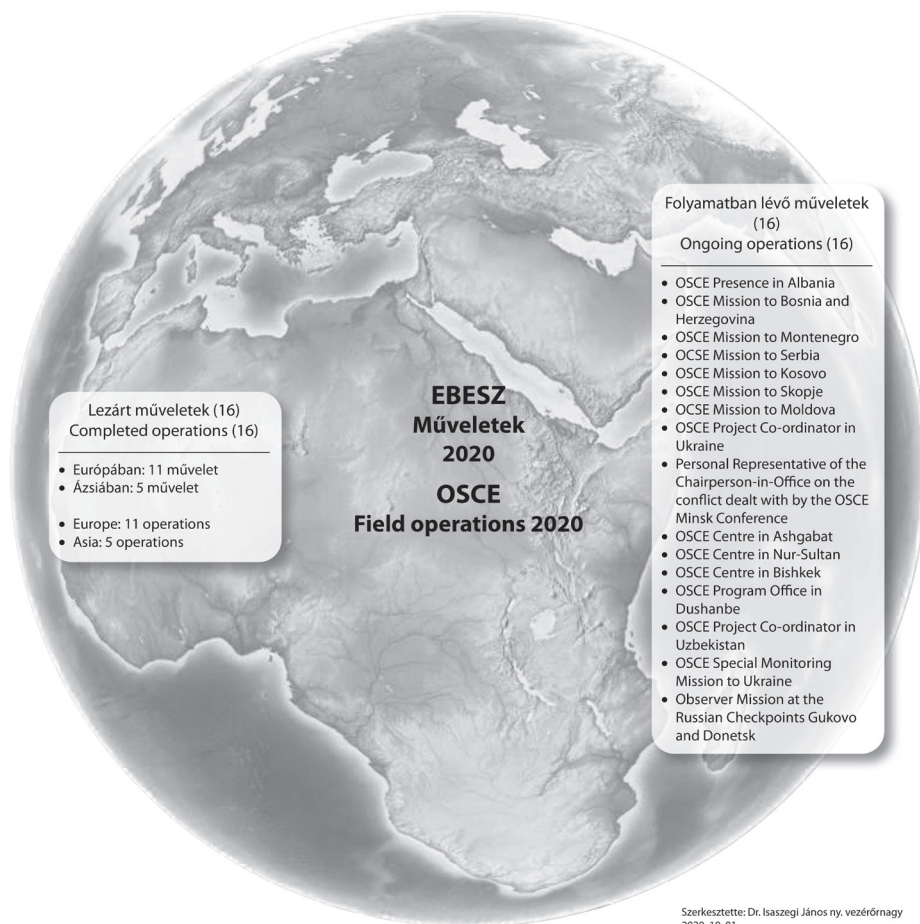 Folyamatban lévő műveletek
(16)
Ongoing operations (16)
• OSCE Presence in Albania
• OSCE Mission to Bosnia and
Herzegovina
• OSCE Mission to Montenegro
• OCSE Mission to Serbia
• OSCE Mission to Kosovo
• OSCE Mission to Skopje
• OCSE Mission to Moldova
• OSCE Project Co-ordinator in
Ukraine
• Personal Representative of the
Chairperson-in-Office on the
conflict dealt with by the OSCE
Minsk Conference
• OSCE Centre in Ashgabat
• OSCE Centre in Nur-Sultan
• OSCE Centre in Bishkek
• OSCE Program Office in
Dushanbe
• OSCE Project Co-ordinator in
Uzbekistan
• OSCE Special Monitoring
Mission to Ukraine
• Observer Mission at the
Russian Checkpoints Gukovo
and Donetsk
EBESZ
Műveletek
2020
OSCE
Field operations 2020
Lezárt műveletek (16)
Completed operations (16)
• Európában: 11 művelet
• Ázsiában: 5 művelet
• Europe: 11 operations
• Asia: 5 operations
Szerkesztette: Dr. Isaszegi János ny. vezérőrnagy
2020-10-01